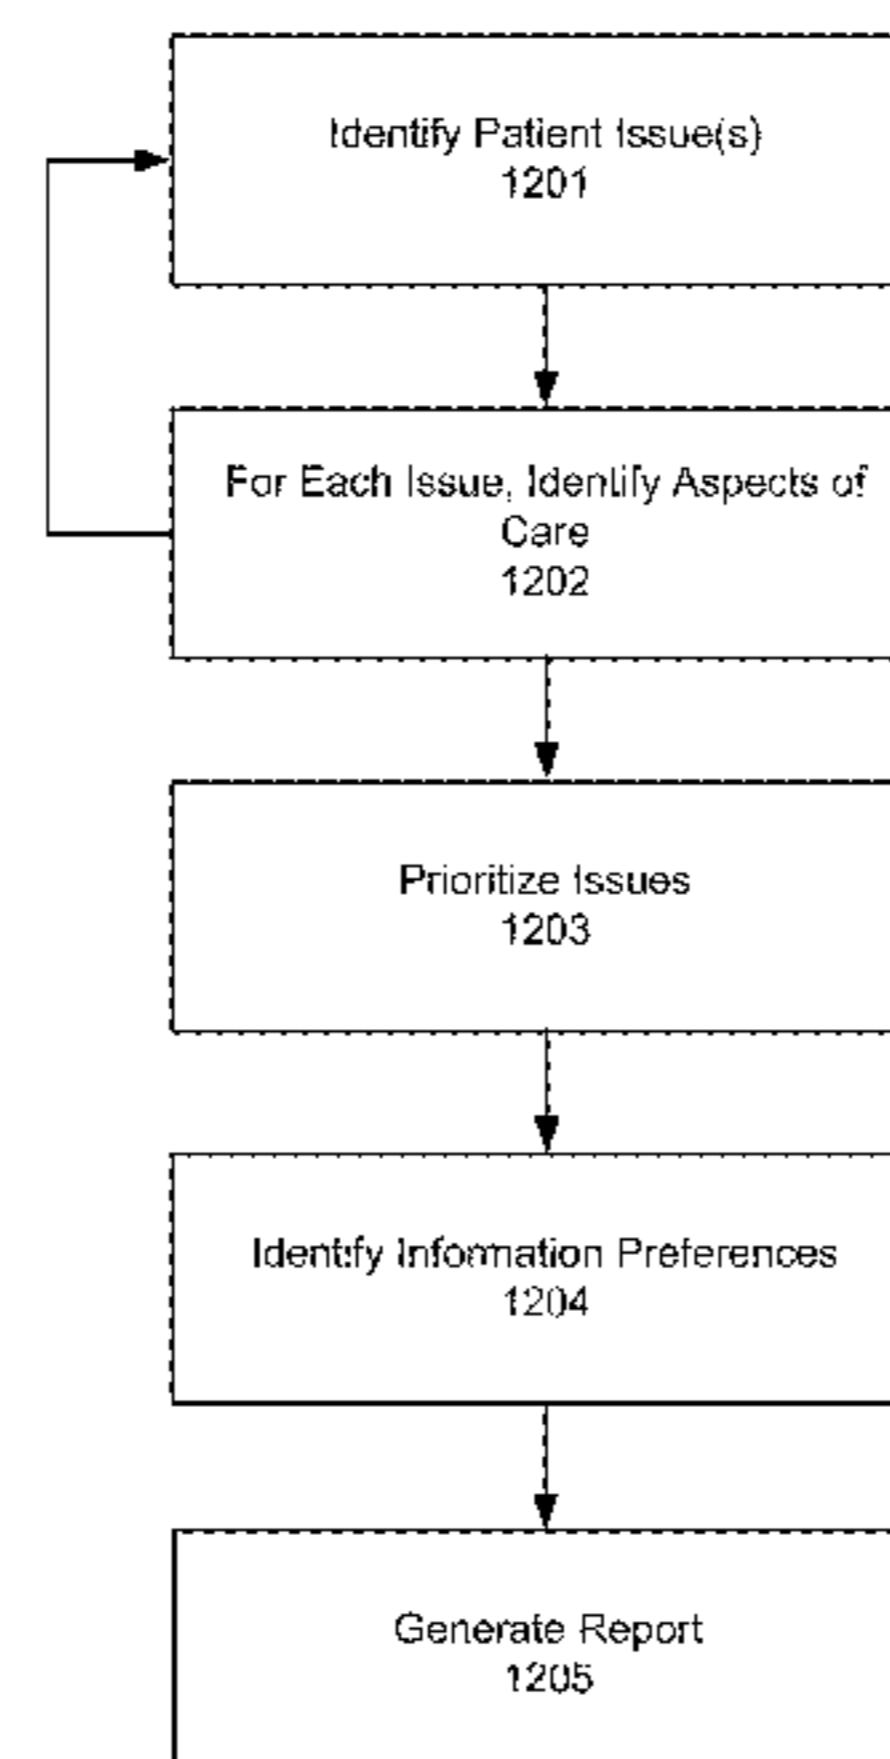 Identify Patient Issue(s)
1201
For Each Issue, Identify Aspects of
Care
1202
Prioritize Issues
1203
Identify Information Preferences
1204
Generate Report
1205